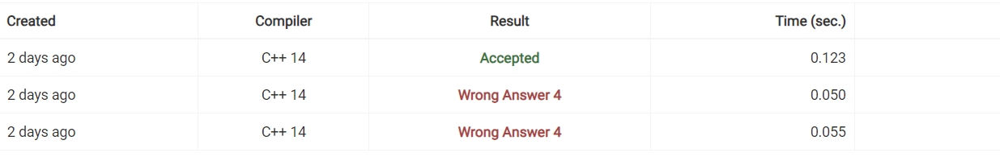 Created Compiler Result Time (sec.)
2 days ago C++ 14 Accepted 0.123
2 days ago C++ 14 Wrong Answer 4 0.050
2 days ago C++ 14 Wrong Answer 4 0.055